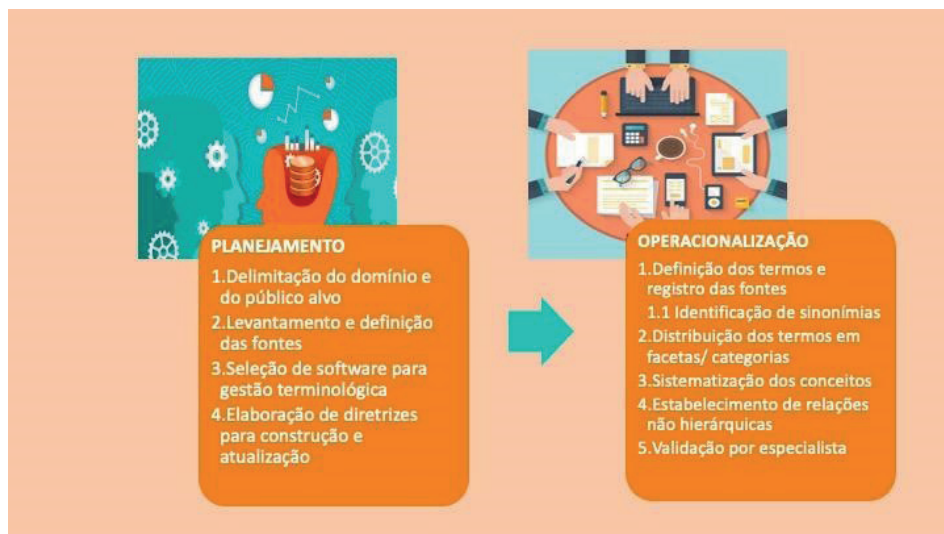 PLANEJAMENTO
1.Delimitação do domínio e
do público alvo
2.Levantamento e definição
das fontes
3.Seleção de software para
gestão terminológica
4.Elaboração de diretrizes
para construção e
atualização
OPERACIONALIZAÇÃO
1.Definição dos termos e
registro das fontes
1.1 Identificação de sinonímias
2.Distribuição dos termos em
facetas/ categorias
3.Sistematização dos conceitos
4.Estabelecimento de relações
não hierárquicas
5.Validação por especialista